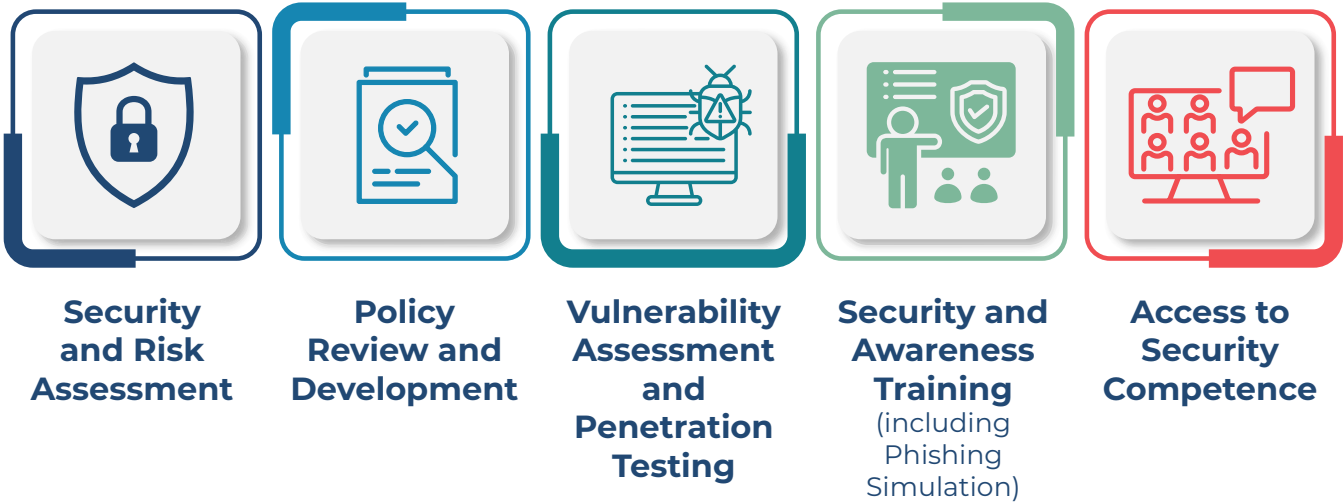 Security
and Risk
Assessment
Policy
Review and
Development
Vulnerability
Assessment
and
Penetration
Testing
Security and
Awareness
Training
(including
Phishing
Simulation)
Access to
Security
Competence